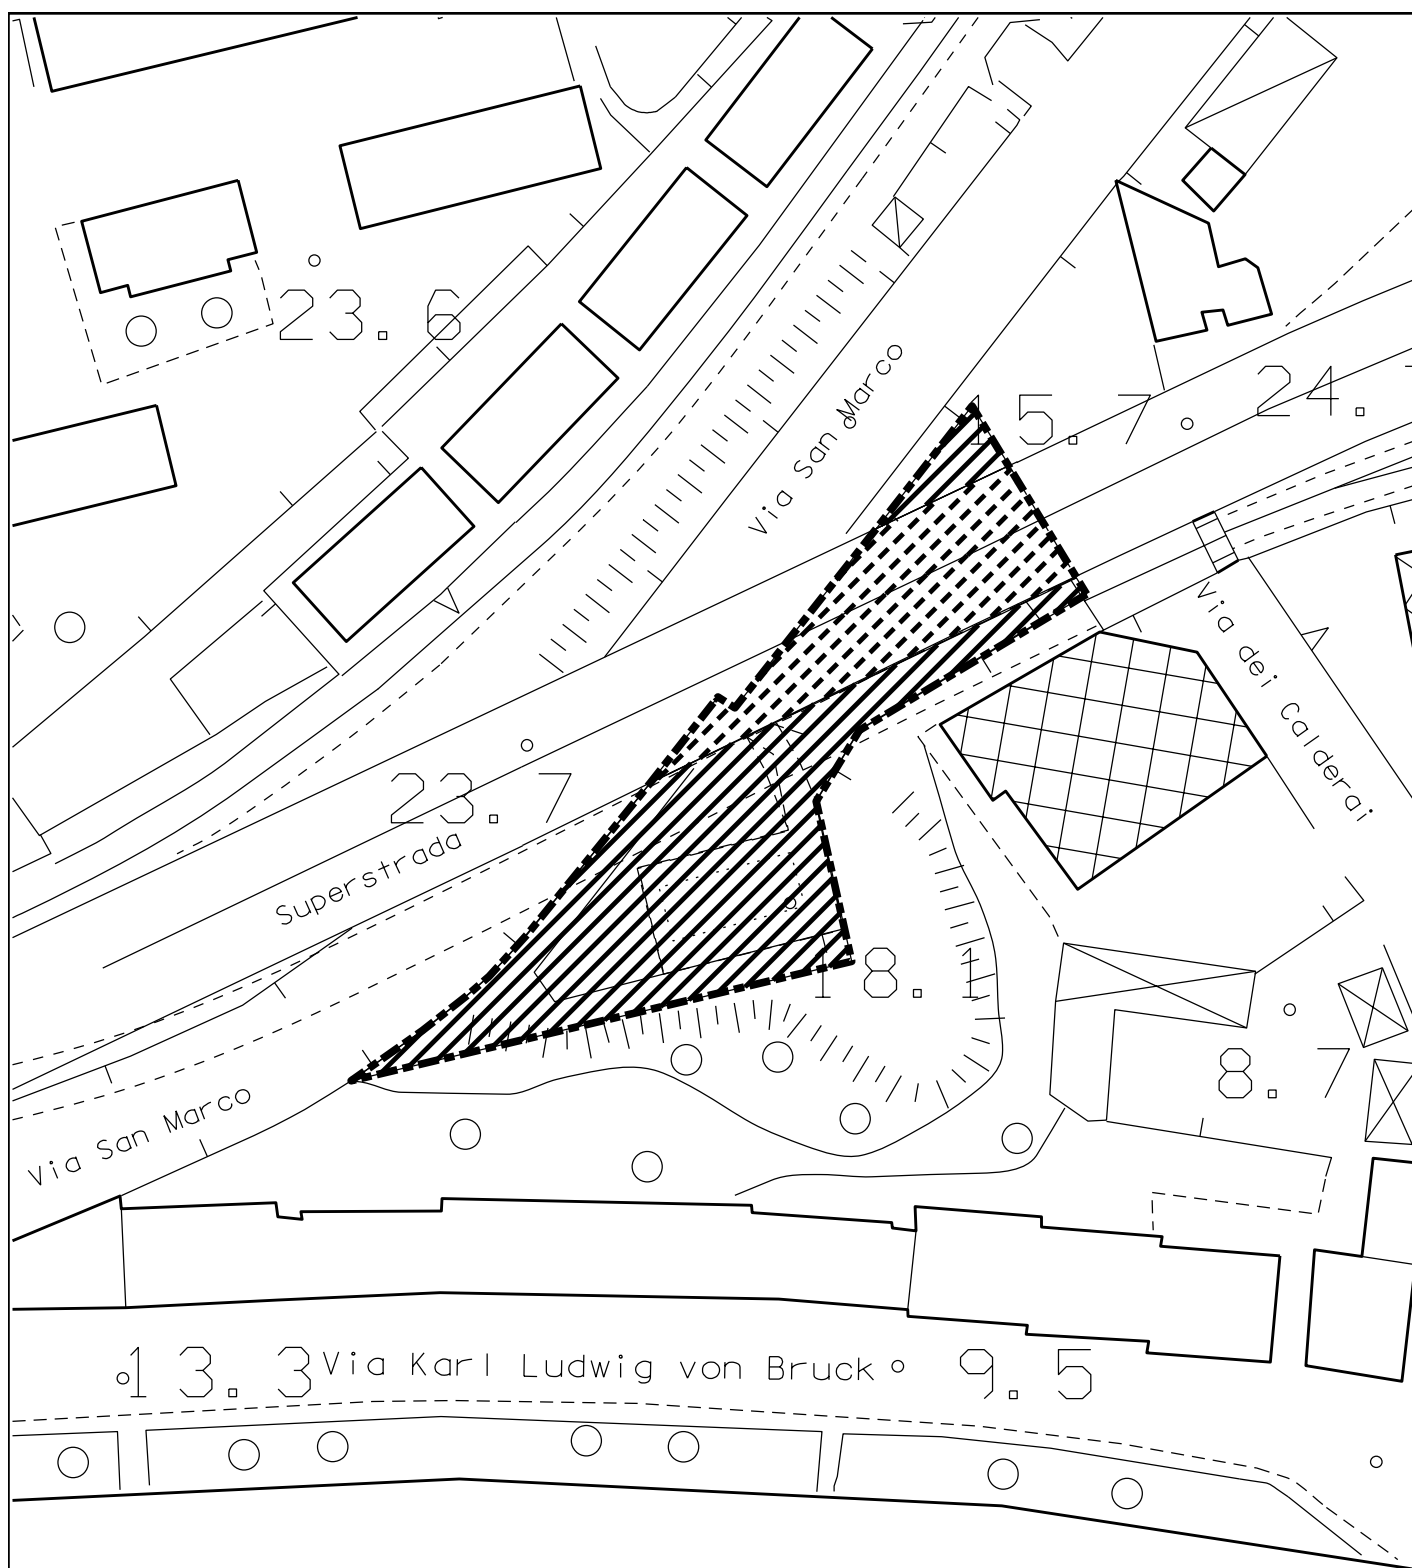 23.6
Via San Marco
15.7
24.
Via dei Calderai
23.7
Superstrada
18.1
8.7
Via San Marco
13.3
Via Karl Ludwig von Bruck
9.5